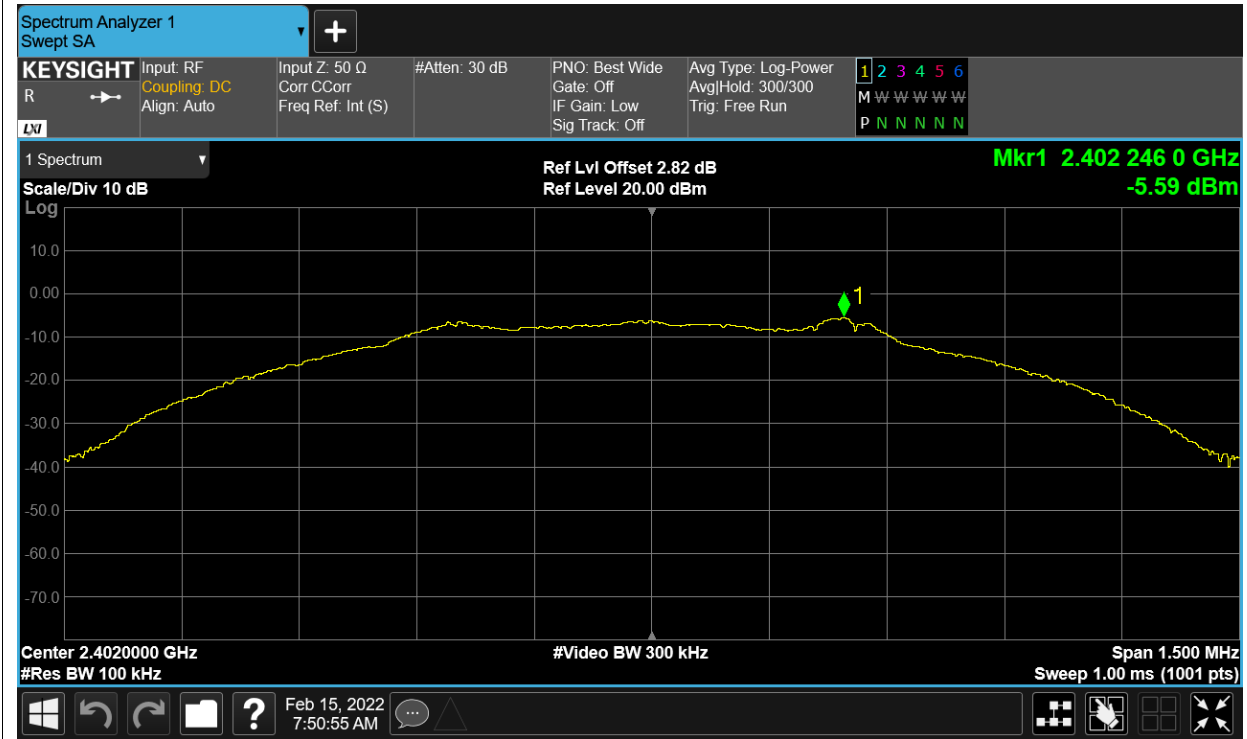 Spectrum Analyzer 1
Swept SA
KEYSIGHT
R
LXI
Input: RF
Coupling: DC
Align: Auto
Input Z: 50 Ω
Corr CCorr
Freq Ref: Int (S)
#Atten: 30 dB
PNO: Best Wide
Gate: Off
IF Gain: Low
Sig Track: Off
Avg Type: Log-Power
Avg|Hold: 300/300
Trig: Free Run
1 2 3 4 5 6
M W W W W W
P N N N N N
1 Spectrum
Scale/Div 10 dB
Ref Lvl Offset 2.82 dB
Ref Level 20.00 dBm
Mkr1 2.402 246 0 GHz
-5.59 dBm
Log
10.0
0.00
-10.0
-20.0
-30.0
-40.0
-50.0
-60.0
-70.0
1
Center 2.4020000 GHz
#Video BW 300 kHz
Span 1.500 MHz
#Res BW 100 kHz
Sweep 1.00 ms (1001 pts)
?
Feb 15, 2022
7:50:55 AM